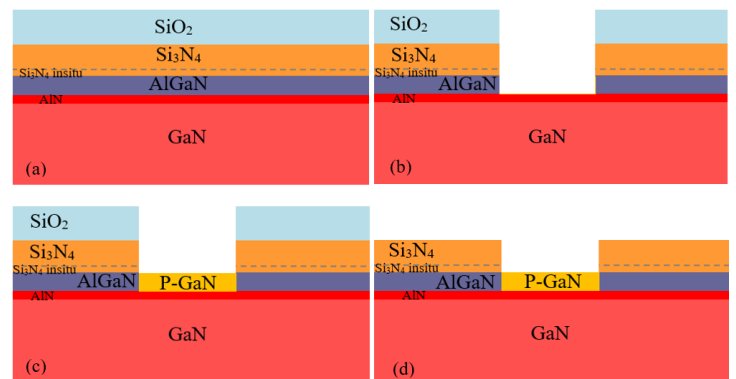 SiO₂
Si₃N₄
Si₃N₄ insitu
AlGaN
AlN
GaN
(a)
SiO₂
Si₃N₄
Si₃N₄ insitu
AlGaN
AlN
GaN
(b)
SiO₂
Si₃N₄
Si₃N₄ insitu
AlGaN P-GaN
AlN
GaN
(c)
Si₃N₄
Si₃N₄ insitu
AlGaN P-GaN
AlN
GaN
(d)